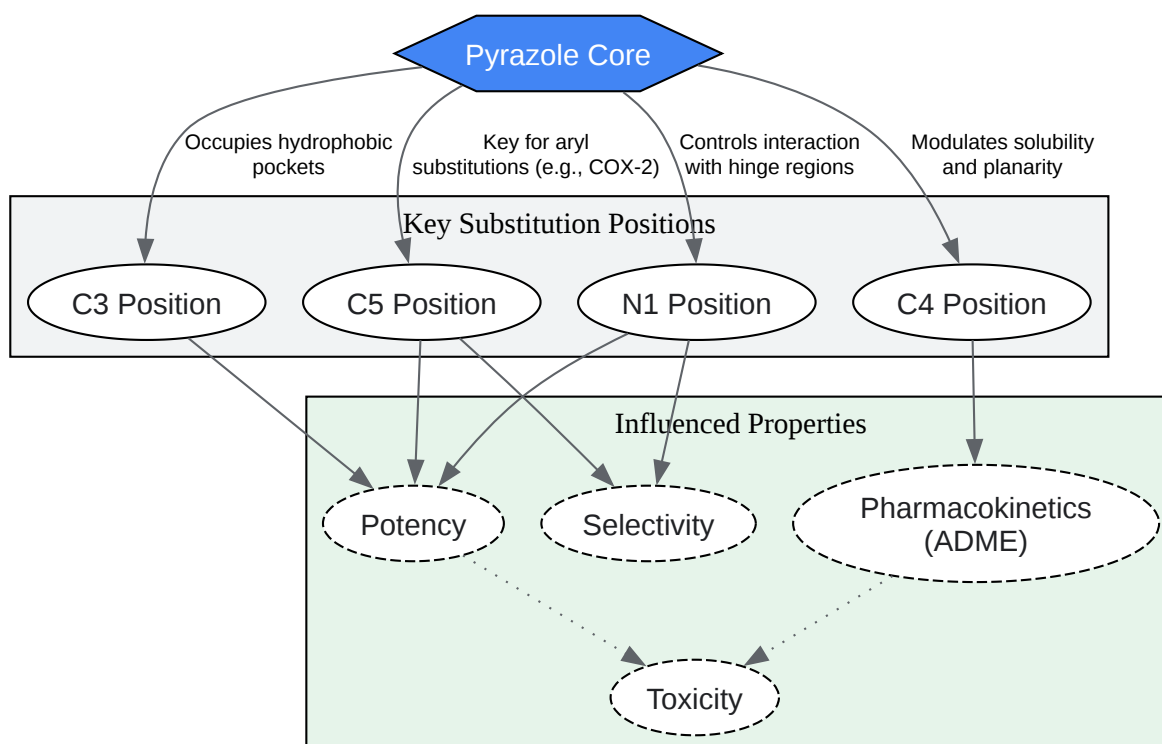 Pyrazole Core
Occupies hydrophobic
pockets
Key for aryl
substitutions (e.g., COX-2)
Controls interaction
with hinge regions
Modulates solubility
and planarity
Key Substitution Positions
C3 Position
C5 Position
N1 Position
C4 Position
Influenced Properties
Potency
Selectivity
Pharmacokinetics
(ADME)
Toxicity